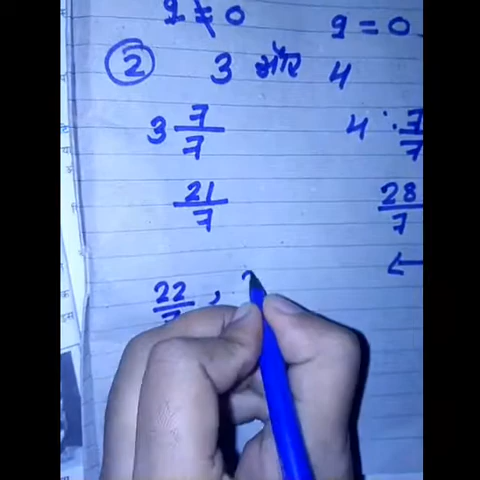 q ≠ 0 q = 0
② 3 और 4
3 7/7 4 · 7/7
21/7 28/7
←
22/7 ,